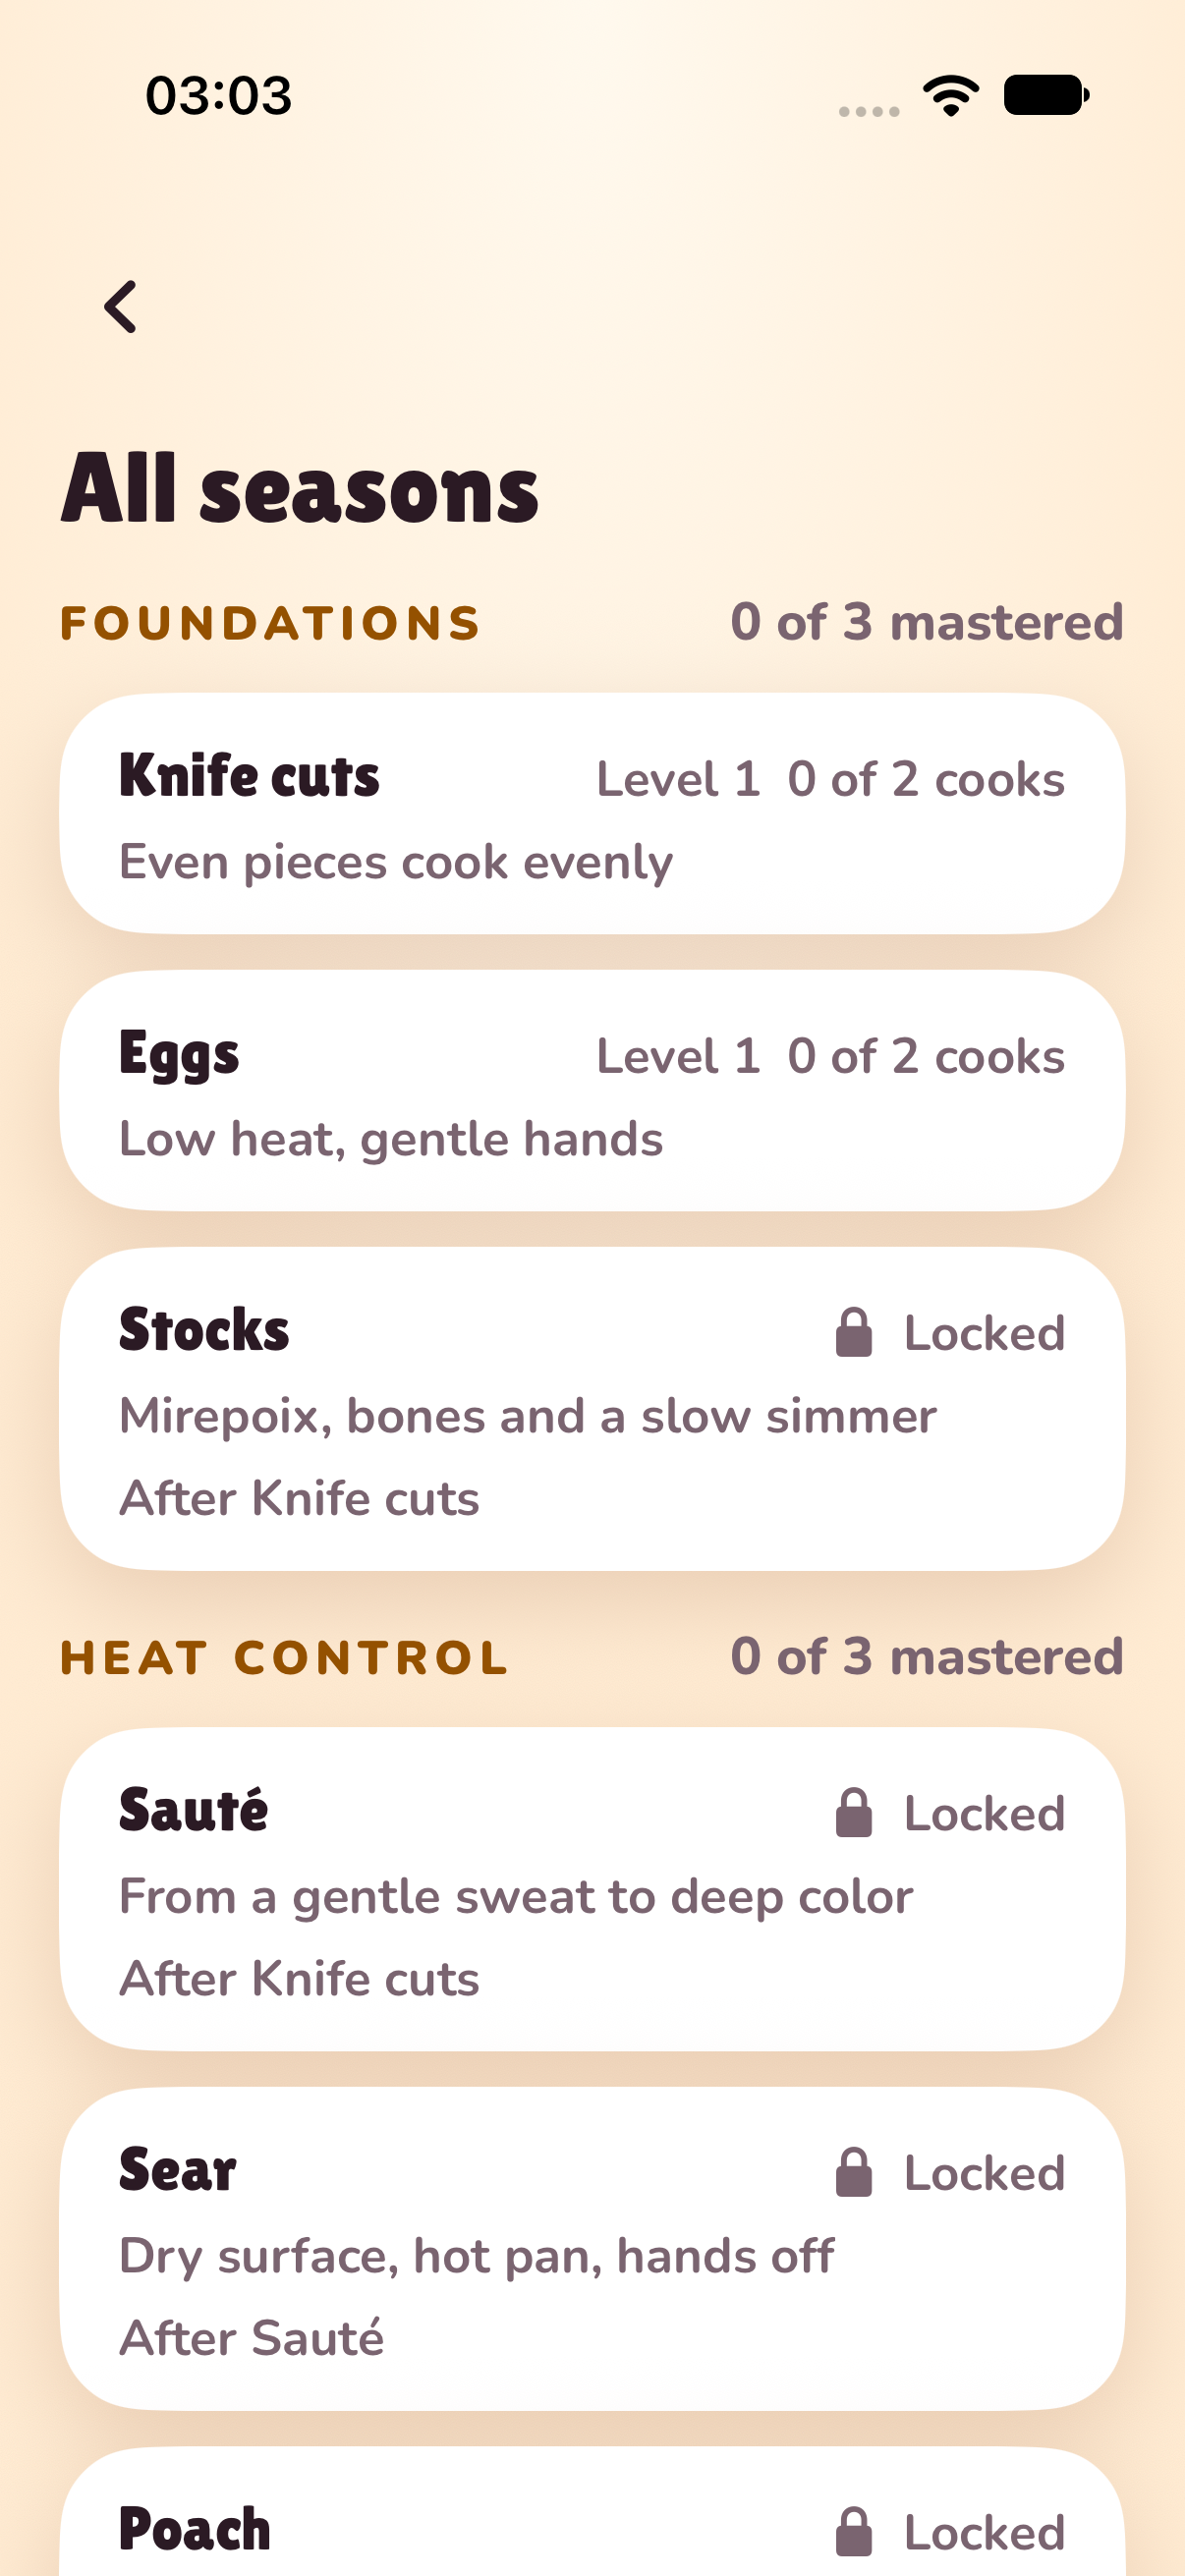 03:03
All seasons
FOUNDATIONS 0 of 3 mastered
Knife cuts Level 1 0 of 2 cooks
Even pieces cook evenly
Eggs Level 1 0 of 2 cooks
Low heat, gentle hands
Stocks Locked
Mirepoix, bones and a slow simmer
After Knife cuts
HEAT CONTROL 0 of 3 mastered
Sauté Locked
From a gentle sweat to deep color
After Knife cuts
Sear Locked
Dry surface, hot pan, hands off
After Sauté
Poach Locked